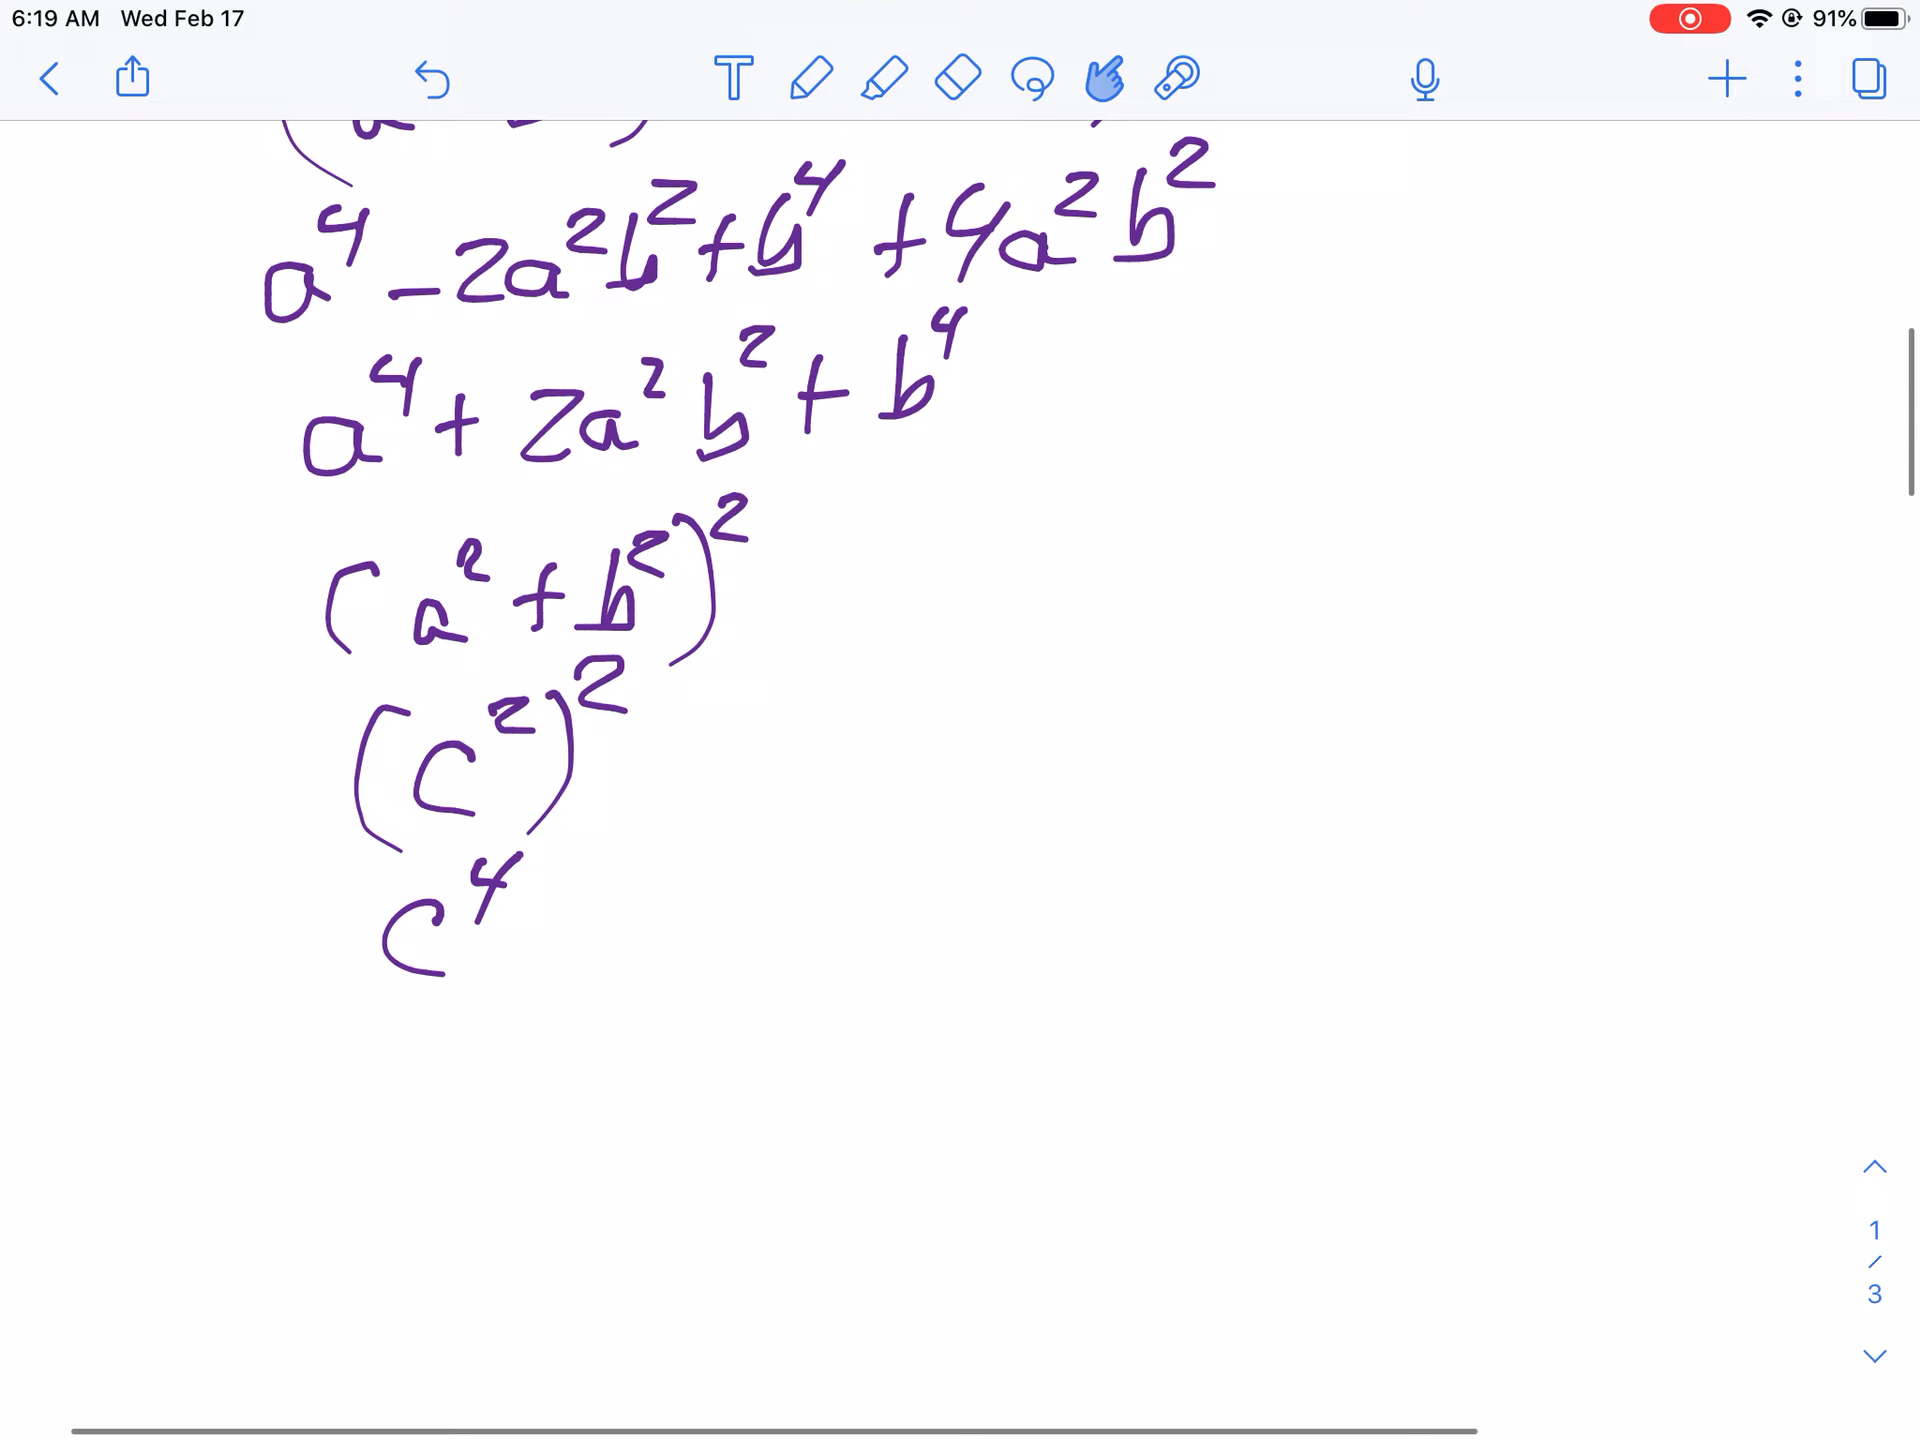 6:19 AM Wed Feb 17 91%
T
a⁴ - 2a²b² + b⁴ + 4a²b²
a⁴ + 2a²b² + b⁴
(a² + b²)²
(c²)²
c⁴
1
/
3